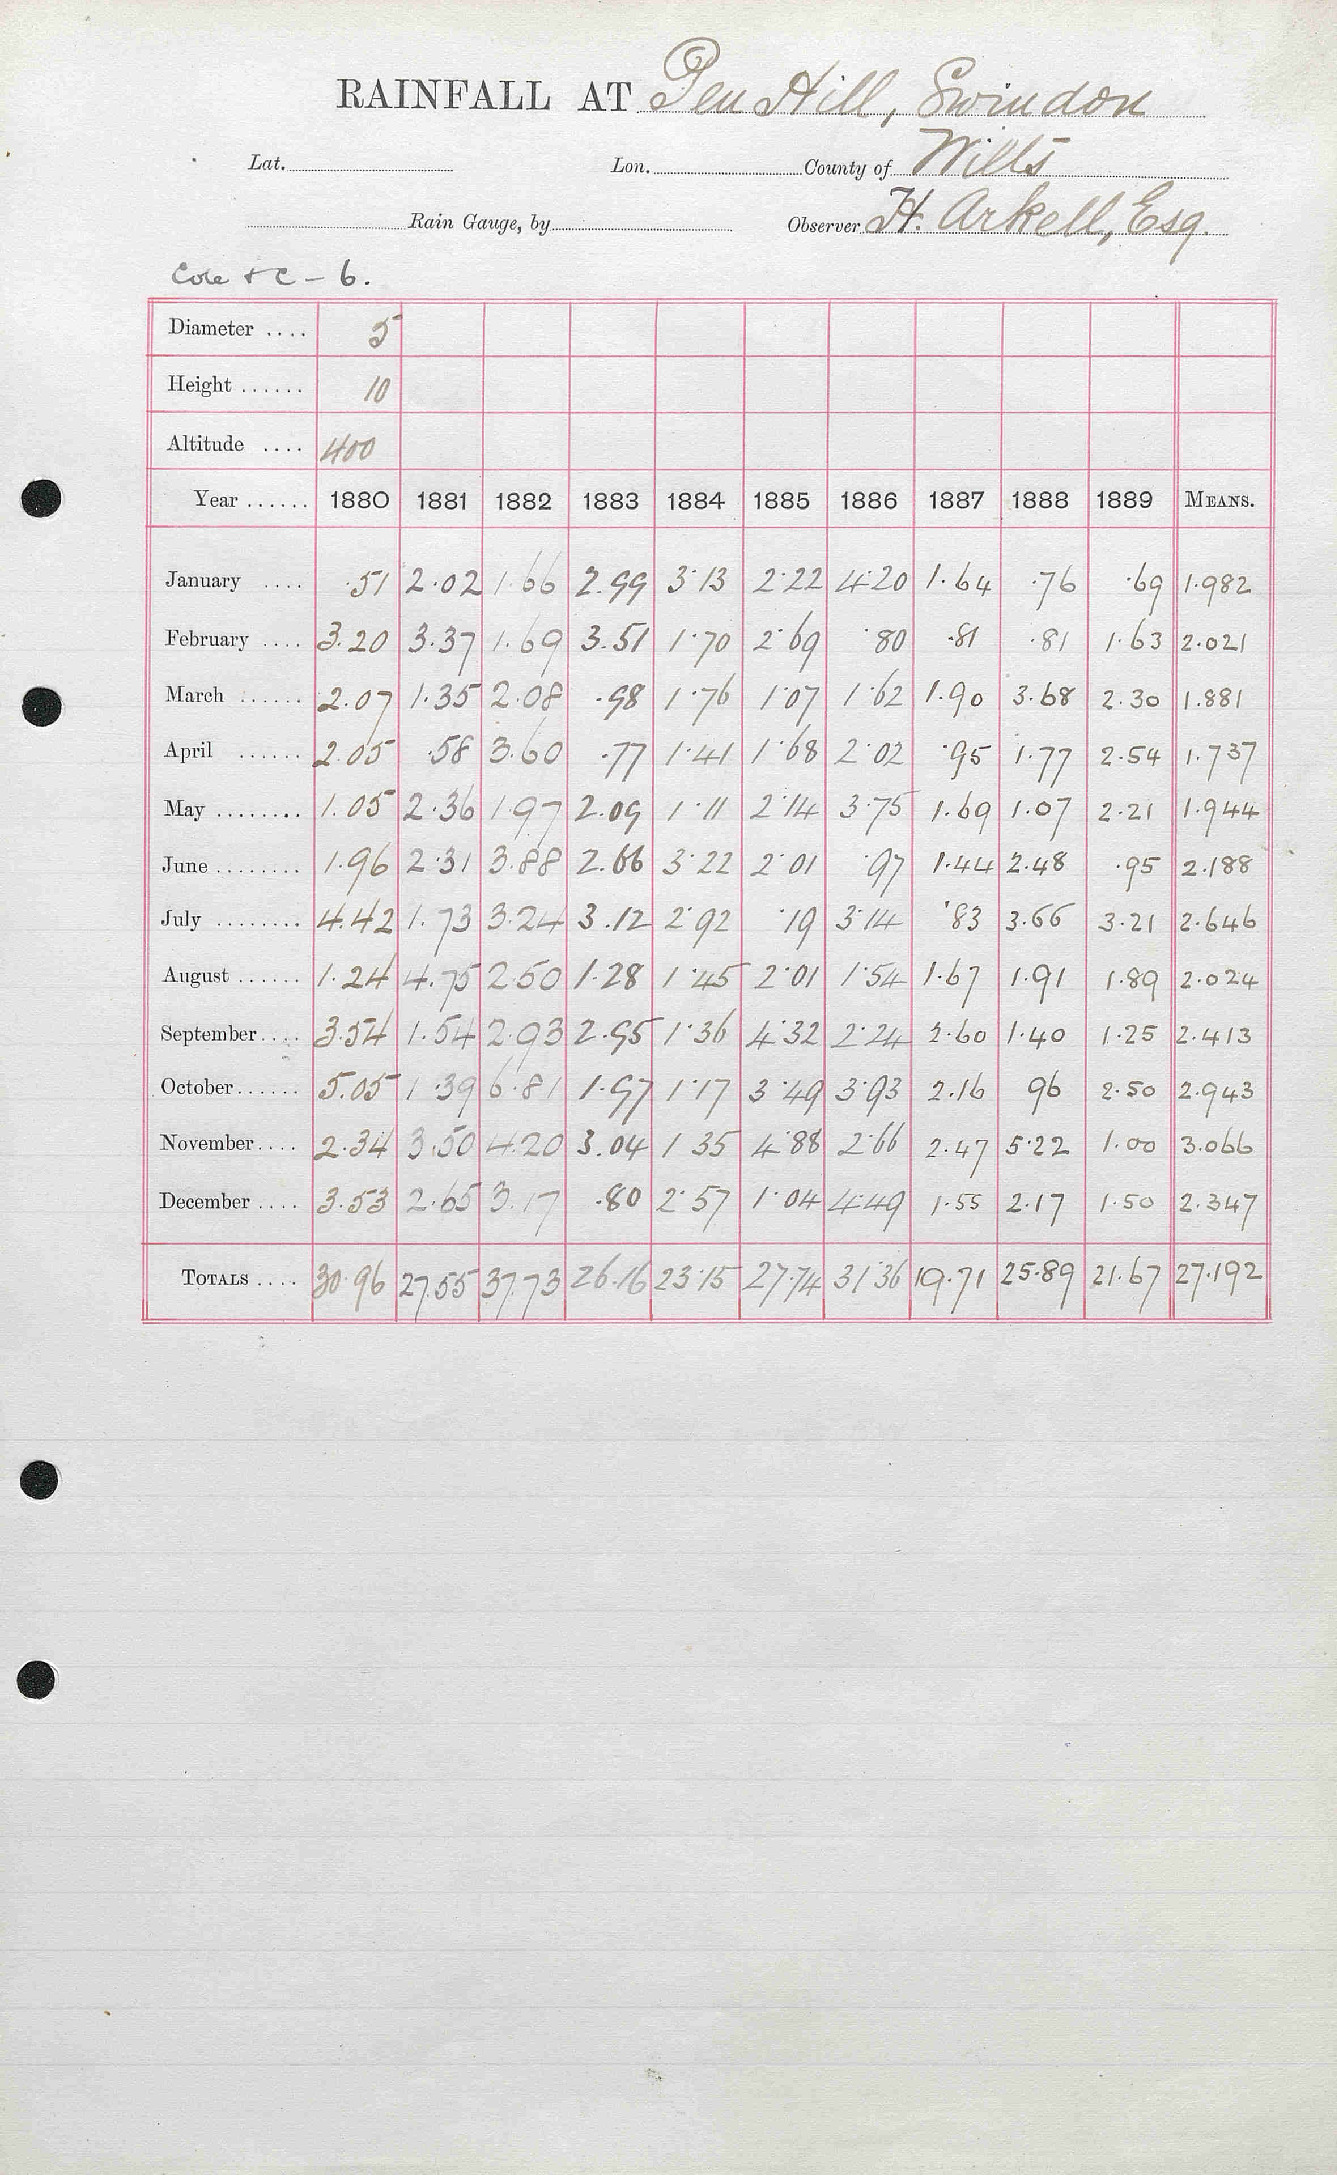 RAINFALL AT Pen Hill, Swindon
Lat. Lon. County of Wilts
Rain Gauge, by Observer H. Arkell, Esq.
Cole & C - 6.
Diameter .... 5
Height ...... 10
Altitude .... 400
Year ...... 1880 1881 1882 1883 1884 1885 1886 1887 1888 1889 MEANS.
January .... .51 2.02 1.66 2.99 3.13 2.22 4.20 1.64 .76 .69 1.982
February .... 3.20 3.37 1.69 3.51 1.70 2.69 .80 .81 .81 1.63 2.021
March ...... 2.07 1.35 2.08 .98 1.76 1.07 1.62 1.90 3.68 2.30 1.881
April ...... 2.05 .58 3.60 .77 1.41 1.68 2.02 .95 1.77 2.54 1.737
May ........ 1.05 2.36 1.97 2.09 1.11 2.14 3.75 1.69 1.07 2.21 1.944
June ........ 1.96 2.31 3.88 2.66 3.22 2.01 .97 1.44 2.48 .95 2.188
July ........ 4.42 1.73 3.24 3.12 2.92 .19 3.14 .83 3.66 3.21 2.646
August ...... 1.24 4.75 2.50 1.28 1.45 2.01 1.54 1.67 1.91 1.89 2.024
September.... 3.54 1.54 2.93 2.95 1.36 4.32 2.24 2.60 1.40 1.25 2.413
October...... 5.05 1.39 6.81 1.97 1.17 3.49 3.93 2.16 96 2.50 2.943
November.... 2.34 3.50 4.20 3.04 1.35 4.88 2.66 2.47 5.22 1.00 3.066
December .... 3.53 2.65 3.17 .80 2.57 1.04 4.49 1.55 2.17 1.50 2.347
TOTALS .... 30.96 27.55 37.73 26.16 23.15 27.74 31.36 19.71 25.89 21.67 27.192